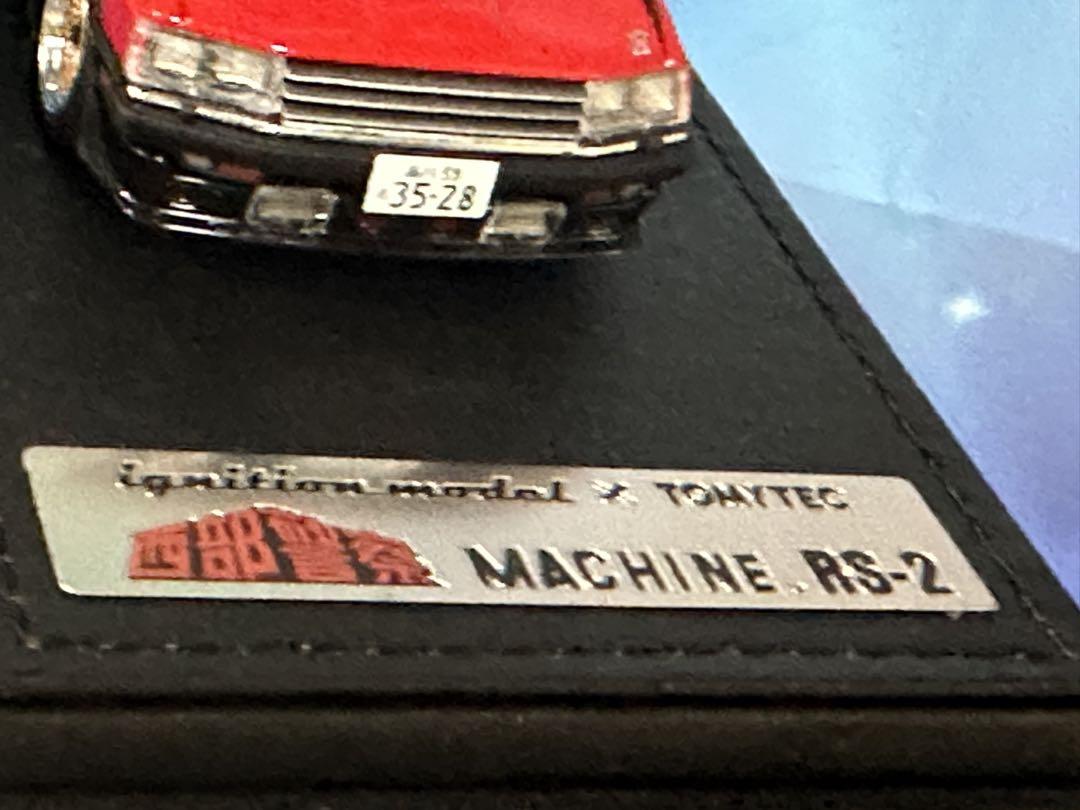 35-28
ignition model × TOMYTEC
西部警察 MACHINE RS-2